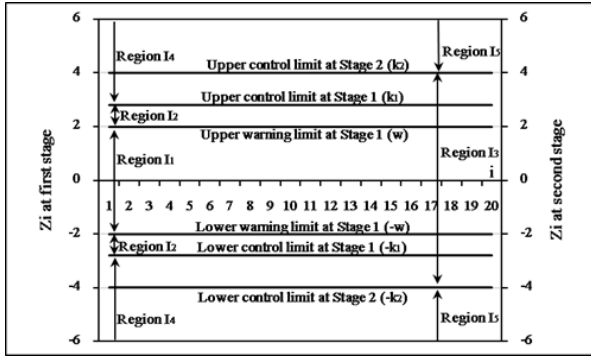 6
6
Region I4
Region I5
Upper control limit at Stage 2 (k2)
4
4
Upper control limit at Stage 1 (k1)
Region I2
2
Upper warning limit at Stage 1 (w)
2
Region I1
Region I3
i
0
0
1 2 3 4 5 6 7 8 9 10 11 12 13 14 15 16 17 18 19 20
Zi at first stage
Zi at second stage
-2
Lower warning limit at Stage 1 (-w)
-2
Region I2
Lower control limit at Stage 1 (-k1)
-4
-4
Lower control limit at Stage 2 (-k2)
Region I4
Region I5
-6
-6